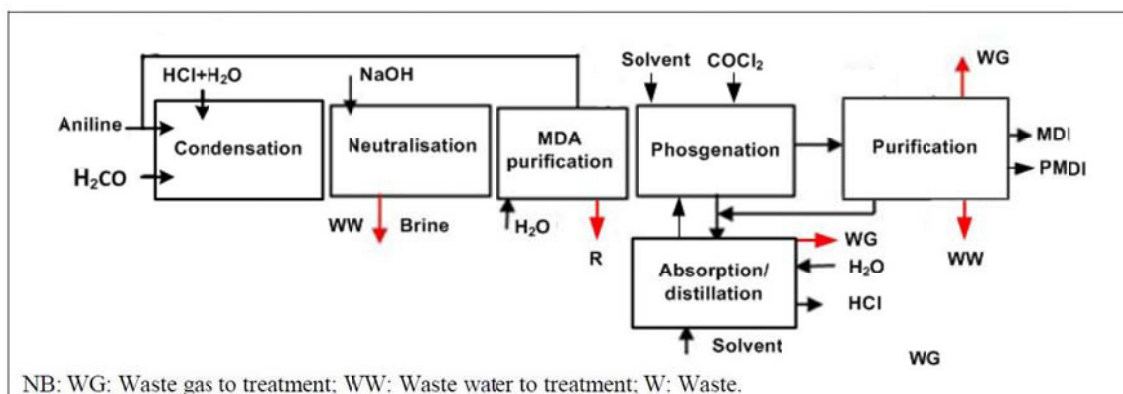 WG
Solvent COCl₂
HCl+H₂O
NaOH
Aniline
Condensation
Neutralisation
MDA
purification
Phosgenation
Purification
MDI
PMDI
H₂CO
WW Brine
H₂O
R
WG
H₂O
WW
Absorption/
distillation
HCl
Solvent
WG
NB: WG: Waste gas to treatment; WW: Waste water to treatment; W: Waste.